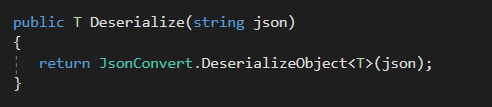 public T Deserialize(string json)
{
return JsonConvert.DeserializeObject<T>(json);
}